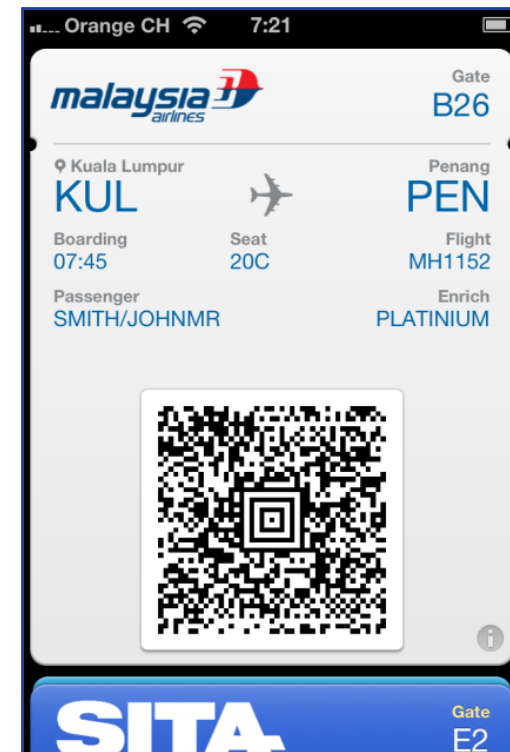 Orange CH 7:21
malaysia
airlines
Gate
B26
Kuala Lumpur Penang
KUL PEN
Boarding Seat Flight
07:45 20C MH1152
Passenger Enrich
SMITH/JOHNMR PLATINIUM
SITA
Gate
E2